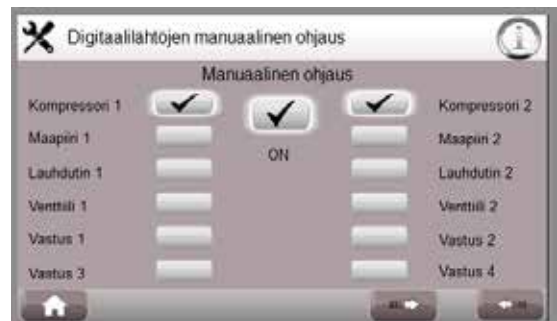 Digitaalilähtöjen manuaalinen ohjaus
Manuaalinen ohjaus
Kompressori 1
Kompressori 2
Maapiiri 1
Maapiiri 2
ON
Lauhdutin 1
Lauhdutin 2
Venttiili 1
Venttiili 2
Vastus 1
Vastus 2
Vastus 3
Vastus 4